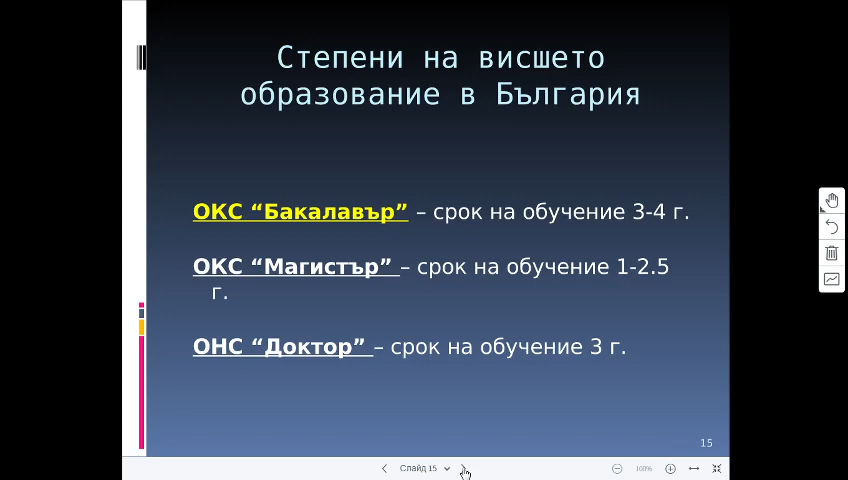 Степени на висшето
образование в България
ОКС “Бакалавър” – срок на обучение 3-4 г.
ОКС “Магистър” – срок на обучение 1-2.5
г.
ОНС “Доктор” – срок на обучение 3 г.
15
Слайд 15
100%